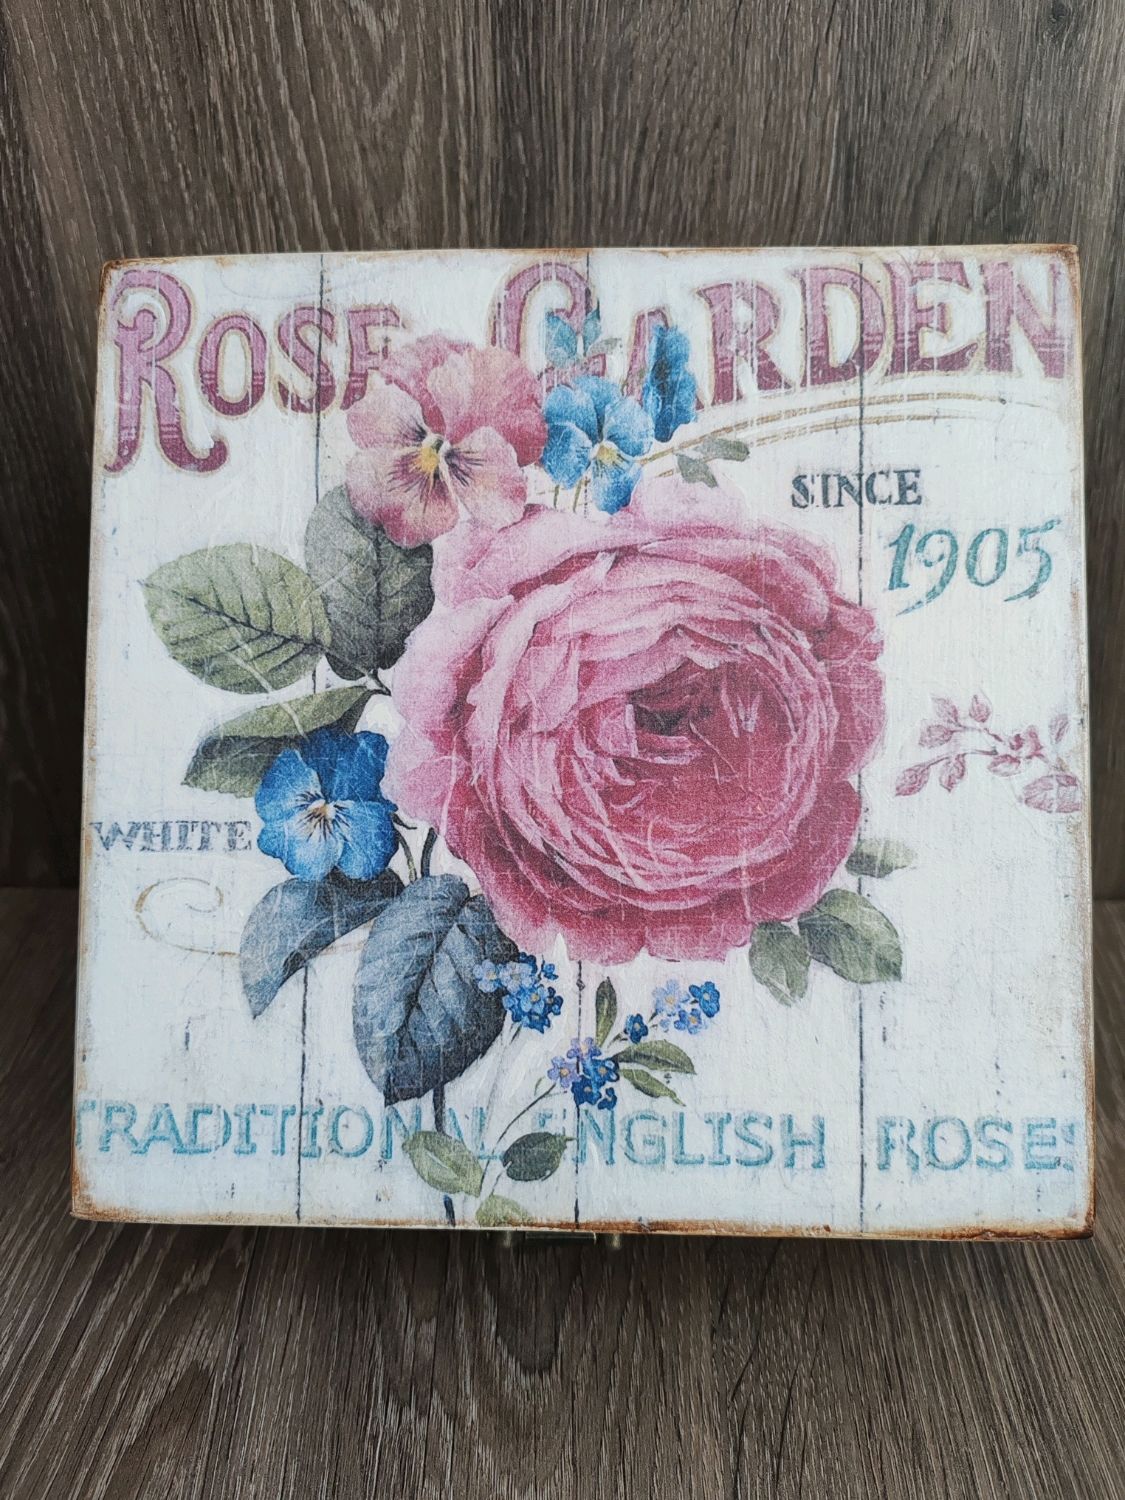 ROSE GARDEN
SINCE
1905
WHITE
TRADITIONAL ENGLISH ROSES